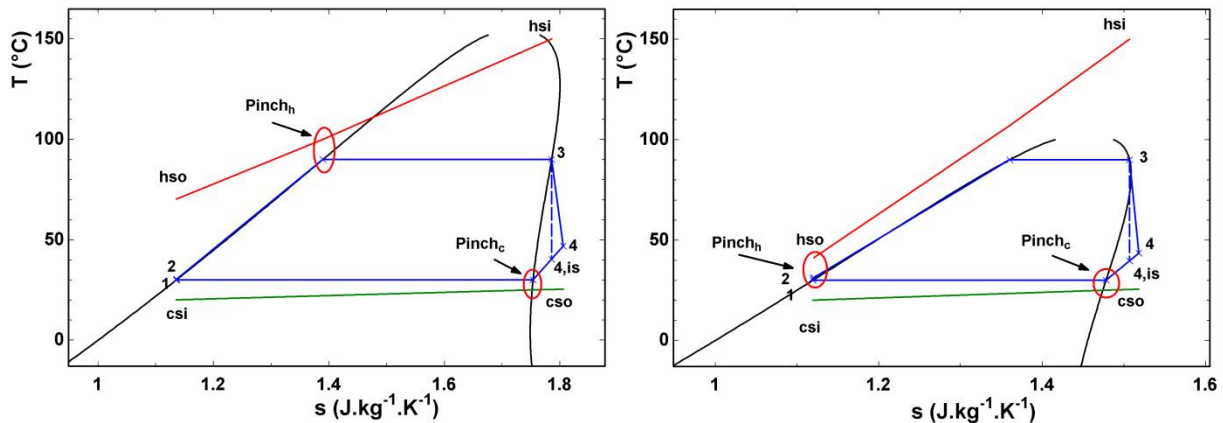 T (°C)
150
100
50
0
hsi
Pinchₕ
hso
3
Pinch꜀
4
4,is
2
1
csi
cso
1
1.2
1.4
1.6
1.8
s (J.kg⁻¹.K⁻¹)
T (°C)
150
100
50
0
hsi
3
Pinchₕ
hso
Pinch꜀
4
4,is
2
1
csi
cso
1
1.2
1.4
1.6
s (J.kg⁻¹.K⁻¹)